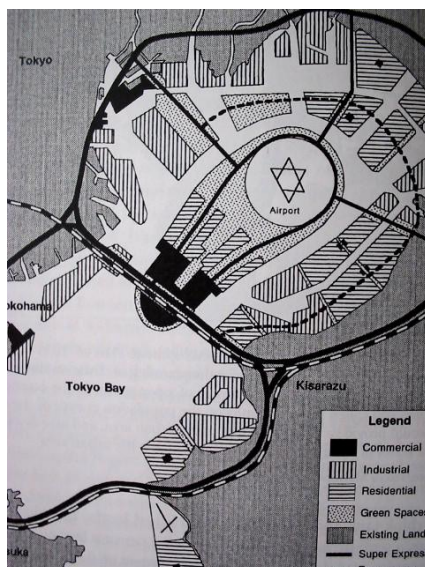 Tokyo
Airport
okohama
Tokyo Bay
Kisarazu
Legend
Commercial
Industrial
Residential
Green Space
Existing Land
Super Expres
suka